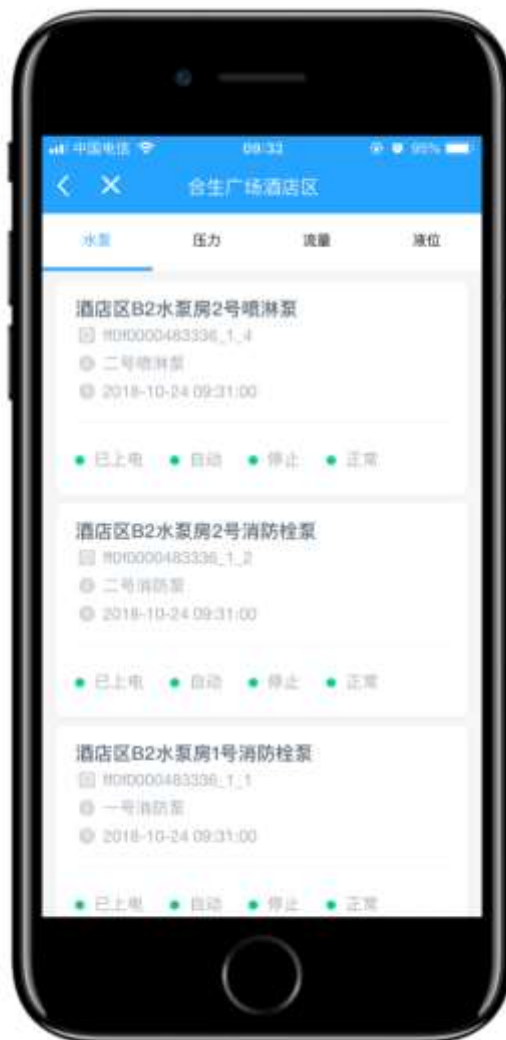 中国电信 09:33 95%
合生广场酒店区
水泵 压力 流量 液位
酒店区B2水泵房2号喷淋泵
ff0f0000483336_1_4
二号喷淋泵
2018-10-24 09:31:00
已上电 自动 停止 正常
酒店区B2水泵房2号消防栓泵
ff0f0000483336_1_2
二号消防泵
2018-10-24 09:31:00
已上电 自动 停止 正常
酒店区B2水泵房1号消防栓泵
ff0f0000483336_1_1
一号消防泵
2018-10-24 09:31:00
已上电 自动 停止 正常